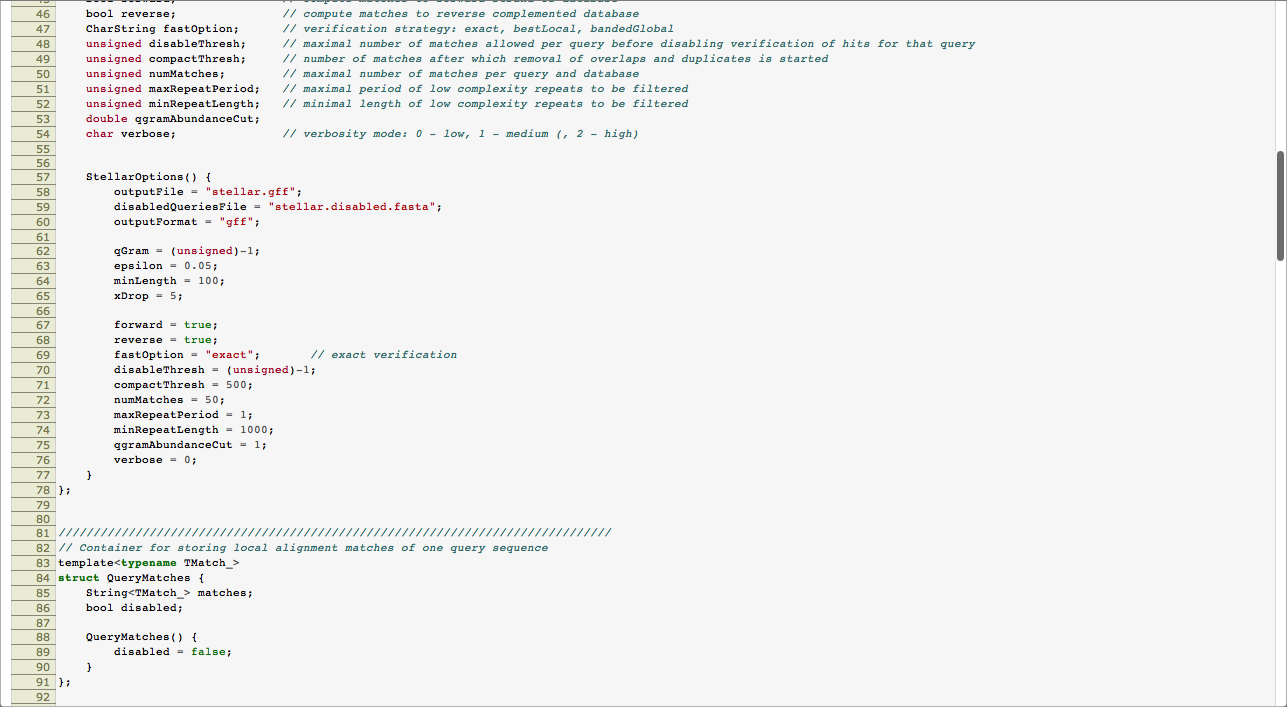 46 bool reverse; // compute matches to reverse complemented database
47 CharString fastOption; // verification strategy: exact, bestLocal, bandedGlobal
48 unsigned disableThresh; // maximal number of matches allowed per query before disabling verification of hits for that query
49 unsigned compactThresh; // number of matches after which removal of overlaps and duplicates is started
50 unsigned numMatches; // maximal number of matches per query and database
51 unsigned maxRepeatPeriod; // maximal period of low complexity repeats to be filtered
52 unsigned minRepeatLength; // minimal length of low complexity repeats to be filtered
53 double qgramAbundanceCut;
54 char verbose; // verbosity mode: 0 - low, 1 - medium (, 2 - high)
55
56
57 StellarOptions() {
58 outputFile = "stellar.gff";
59 disabledQueriesFile = "stellar.disabled.fasta";
60 outputFormat = "gff";
61
62 qGram = (unsigned)-1;
63 epsilon = 0.05;
64 minLength = 100;
65 xDrop = 5;
66
67 forward = true;
68 reverse = true;
69 fastOption = "exact"; // exact verification
70 disableThresh = (unsigned)-1;
71 compactThresh = 500;
72 numMatches = 50;
73 maxRepeatPeriod = 1;
74 minRepeatLength = 1000;
75 qgramAbundanceCut = 1;
76 verbose = 0;
77 }
78 };
79
80
81 ///////////////////////////////////////////////////////////////////////////////
82 // Container for storing local alignment matches of one query sequence
83 template<typename TMatch_>
84 struct QueryMatches {
85 String<TMatch_> matches;
86 bool disabled;
87
88 QueryMatches() {
89 disabled = false;
90 }
91 };
92